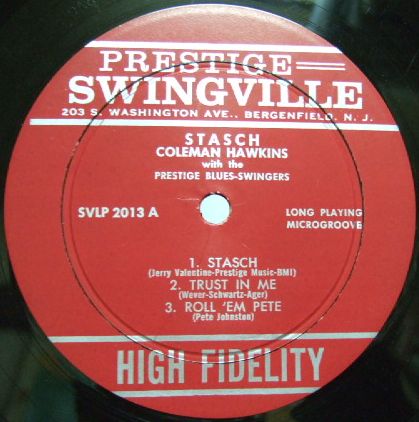 PRESTIGE
SWINGVILLE
203 S. WASHINGTON AVE., BERGENFIELD, N. J.
STASCH
COLEMAN HAWKINS
with the
PRESTIGE BLUES-SWINGERS
SVLP 2013 A
LONG PLAYING
MICROGROOVE
1. STASCH
(Jerry Valentine-Prestige Music-BMI)
2. TRUST IN ME
(Wever-Schwartz-Ager)
3. ROLL 'EM PETE
(Pete Johnston)
HIGH FIDELITY